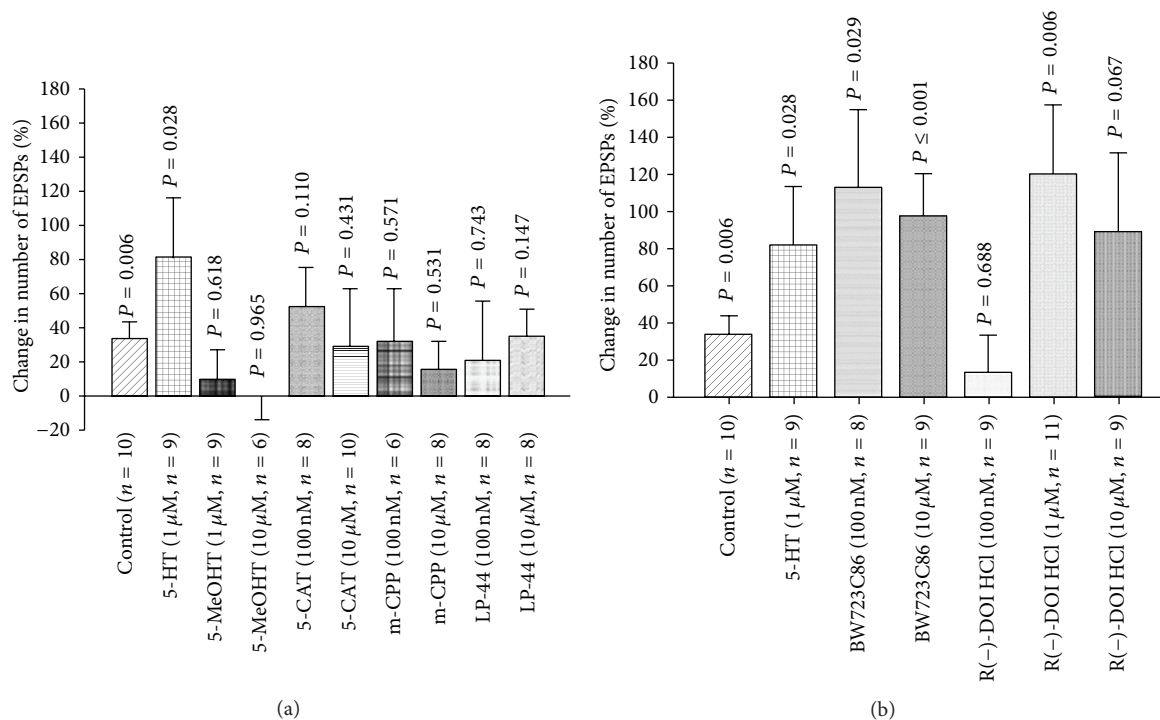 Change in number of EPSPs (%)
180
160
140
120
100
80
60
40
20
0
−20
P = 0.006
P = 0.028
P = 0.618
P = 0.965
P = 0.110
P = 0.431
P = 0.571
P = 0.531
P = 0.743
P = 0.147
Control (n = 10)
5-HT (1 μM, n = 9)
5-MeOHT (1 μM, n = 9)
5-MeOHT (10 μM, n = 6)
5-CAT (100 nM, n = 8)
5-CAT (10 μM, n = 10)
m-CPP (100 nM, n = 6)
m-CPP (10 μM, n = 8)
LP-44 (100 nM, n = 8)
LP-44 (10 μM, n = 8)
(a)
Change in number of EPSPs (%)
180
160
140
120
100
80
60
40
20
0
P = 0.006
P = 0.028
P = 0.029
P ≤ 0.001
P = 0.688
P = 0.006
P = 0.067
Control (n = 10)
5-HT (1 μM, n = 9)
BW723C86 (100 nM, n = 8)
BW723C86 (10 μM, n = 9)
R(−)-DOI HCl (100 nM, n = 9)
R(−)-DOI HCl (1 μM, n = 11)
R(−)-DOI HCl (10 μM, n = 9)
(b)